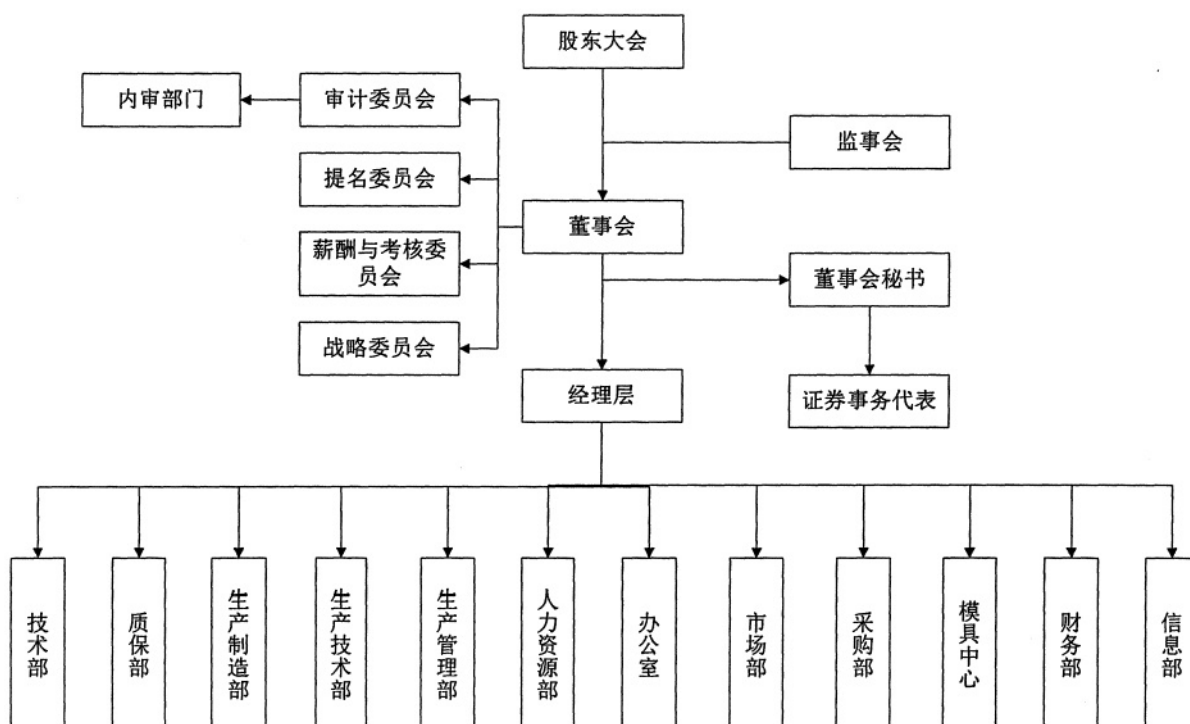 股东大会
内审部门
审计委员会
监事会
提名委员会
董事会
薪酬与考核委
员会
董事会秘书
战略委员会
经理层
证券事务代表
技术部
质保部
生产制造部
生产技术部
生产管理部
人力资源部
办公室
市场部
采购部
模具中心
财务部
信息部